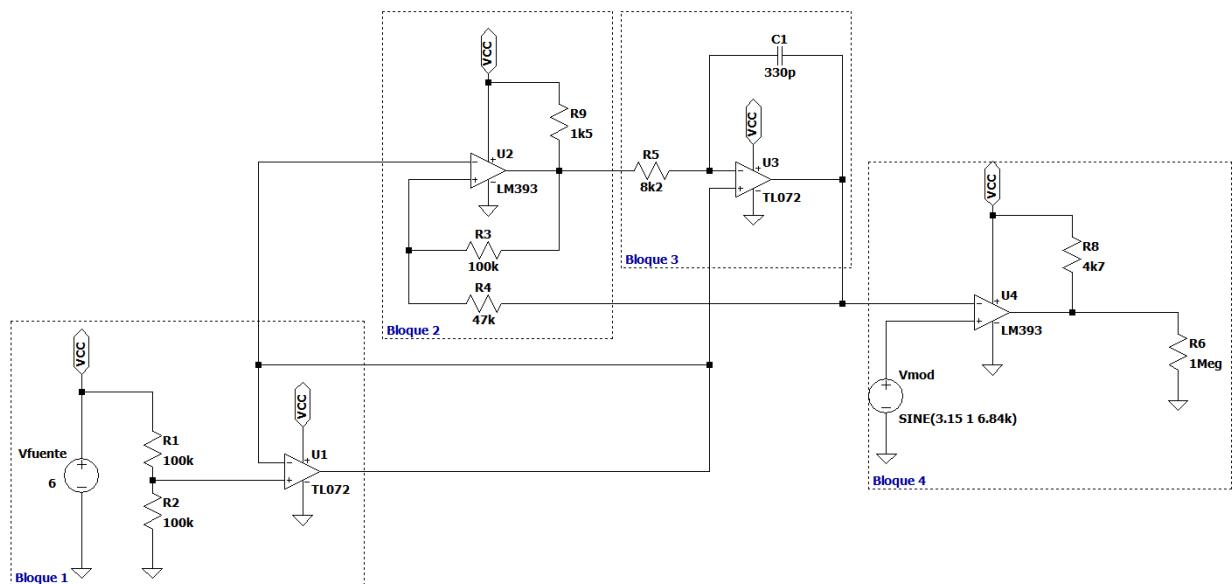 VCC
R9
1k5
U2
LM393
R3
100k
R4
47k
Bloque 2
C1
330p
VCC
R5
8k2
U3
TL072
Bloque 3
VCC
R8
4k7
U4
LM393
R6
1Meg
Vmod
SINE(3.15 1 6.84k)
Bloque 4
VCC
VCC
R1
100k
Vfuente
6
R2
100k
U1
TL072
Bloque 1